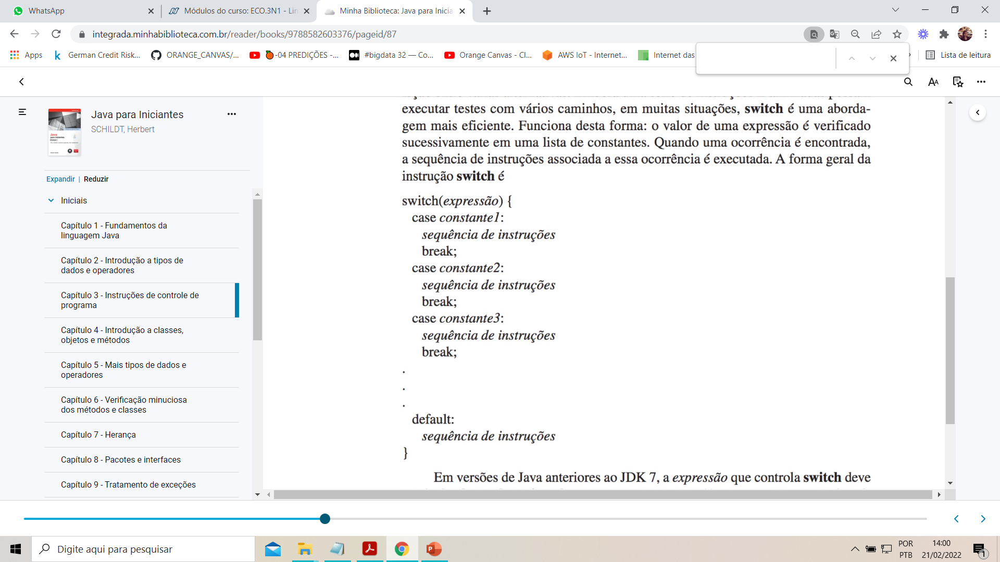 WhatsApp
Módulos do curso: ECO.3N1 - Lin
Minha Biblioteca: Java para Inicia
integrada.minhabiblioteca.com.br/reader/books/9788582603376/pageid/87
Apps
German Credit Risk...
ORANGE_CANVAS/...
-04 PREDIÇÕES -...
#bigdata 32 — Co...
Orange Canvas - Cl...
AWS IoT - Internet...
Internet das
Lista de leitura
Java para Iniciantes
SCHILDT, Herbert
Expandir | Reduzir
Iniciais
Capítulo 1 - Fundamentos da
linguagem Java
Capítulo 2 - Introdução a tipos de
dados e operadores
Capítulo 3 - Instruções de controle de
programa
Capítulo 4 - Introdução a classes,
objetos e métodos
Capítulo 5 - Mais tipos de dados e
operadores
Capítulo 6 - Verificação minuciosa
dos métodos e classes
Capítulo 7 - Herança
Capítulo 8 - Pacotes e interfaces
Capítulo 9 - Tratamento de exceções
executar testes com vários caminhos, em muitas situações, switch é uma aborda-
gem mais eficiente. Funciona desta forma: o valor de uma expressão é verificado
sucessivamente em uma lista de constantes. Quando uma ocorrência é encontrada,
a sequência de instruções associada a essa ocorrência é executada. A forma geral da
instrução switch é
switch(expressão) {
case constante1:
sequência de instruções
break;
case constante2:
sequência de instruções
break;
case constante3:
sequência de instruções
break;
.
.
.
default:
sequência de instruções
}
Em versões de Java anteriores ao JDK 7, a expressão que controla switch deve
Digite aqui para pesquisar
POR
PTB
14:00
21/02/2022
1